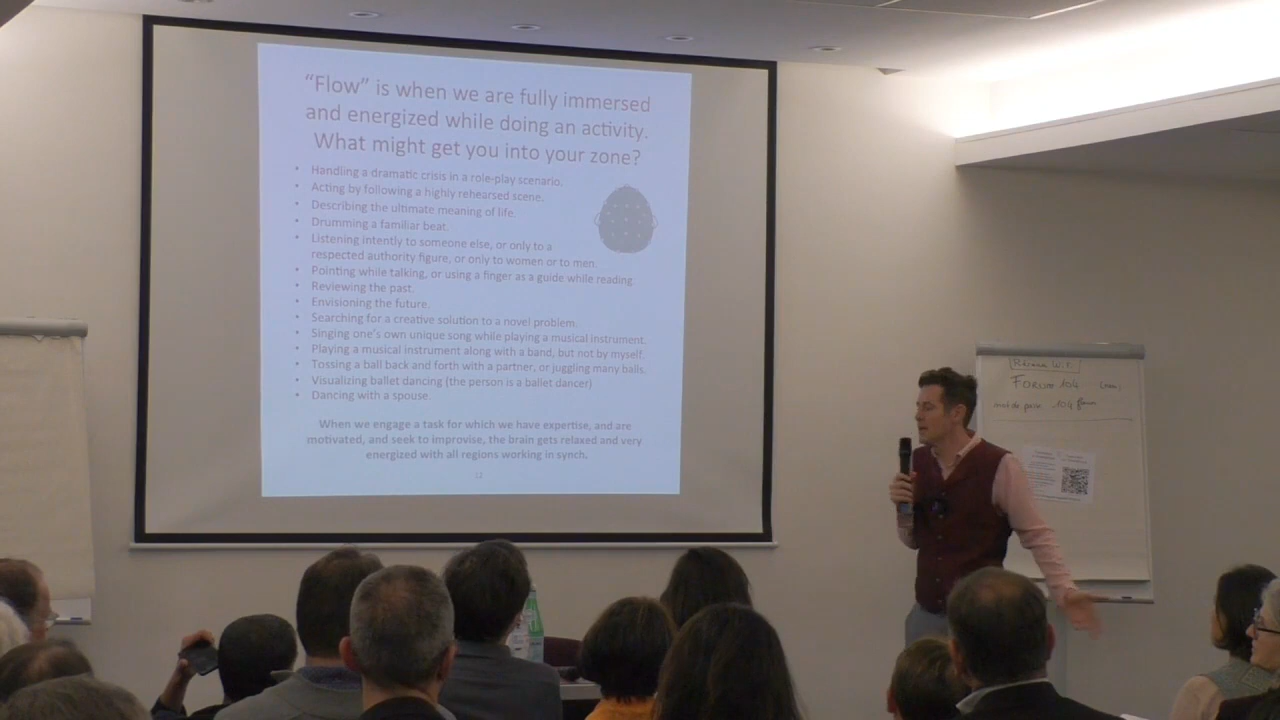 “Flow” is when we are fully immersed
and energized while doing an activity.
What might get you into your zone?
• Handling a dramatic crisis in a role-play scenario.
• Acting by following a highly rehearsed scene.
• Describing the ultimate meaning of life.
• Drumming a familiar beat.
• Listening intently to someone else, or only to a
respected authority figure, or only to women or to men.
• Pointing while talking, or using a finger as a guide while reading.
• Reviewing the past.
• Envisioning the future.
• Searching for a creative solution to a novel problem.
• Singing one’s own unique song while playing a musical instrument.
• Playing a musical instrument along with a band, but not by myself.
• Tossing a ball back and forth with a partner, or juggling many balls.
• Visualizing ballet dancing (the person is a ballet dancer)
• Dancing with a spouse.
When we engage a task for which we have expertise, and are
motivated, and seek to improvise, the brain gets relaxed and very
energized with all regions working in synch.
Forum 104
mot de passe